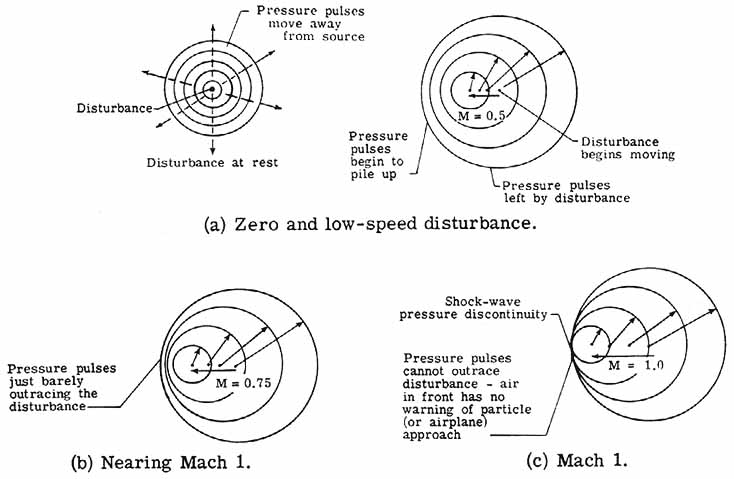 Pressure pulses
move away
from source
Disturbance
Disturbance at rest
M = 0.5
Pressure
pulses
begin to
pile up
Disturbance
begins moving
Pressure pulses
left by disturbance
(a) Zero and low-speed disturbance.
Pressure pulses
just barely
outracing the
disturbance
M = 0.75
(b) Nearing Mach 1.
Shock-wave
pressure discontinuity
Pressure pulses
cannot outrace
disturbance - air
in front has no
warning of particle
(or airplane)
approach
M = 1.0
(c) Mach 1.